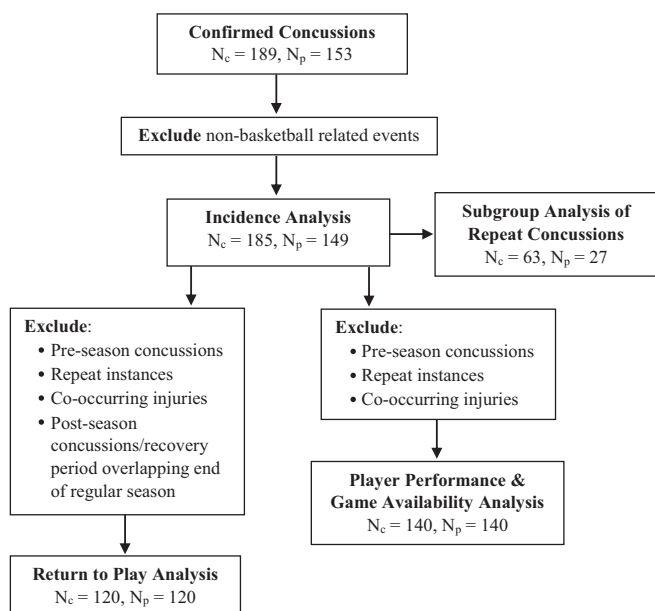 Confirmed Concussions
N_c = 189, N_p = 153
Exclude non-basketball related events
Incidence Analysis
N_c = 185, N_p = 149
Subgroup Analysis of
Repeat Concussions
N_c = 63, N_p = 27
Exclude:
• Pre-season concussions
• Repeat instances
• Co-occurring injuries
• Post-season
concussions/recovery
period overlapping end
of regular season
Exclude:
• Pre-season concussions
• Repeat instances
• Co-occurring injuries
Player Performance &
Game Availability Analysis
N_c = 140, N_p = 140
Return to Play Analysis
N_c = 120, N_p = 120